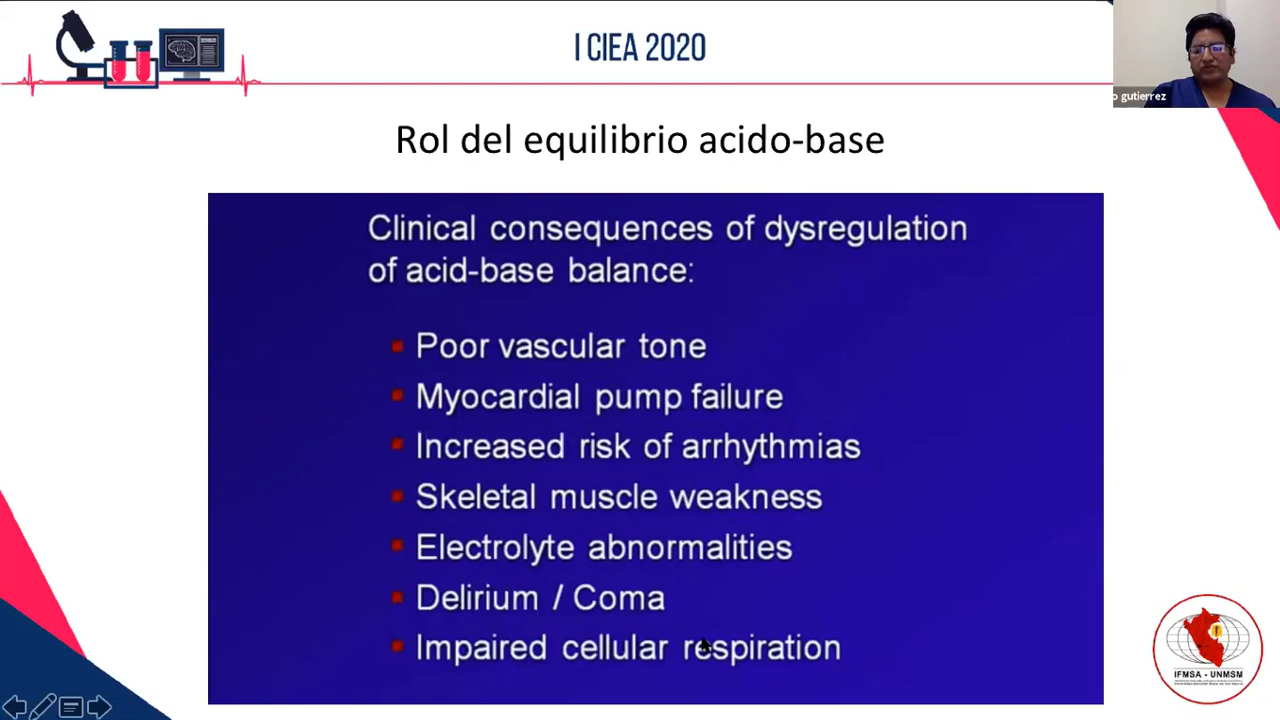 I CIEA 2020
o gutierrez
Rol del equilibrio acido-base
Clinical consequences of dysregulation
of acid-base balance:
Poor vascular tone
Myocardial pump failure
Increased risk of arrhythmias
Skeletal muscle weakness
Electrolyte abnormalities
Delirium / Coma
Impaired cellular respiration
IFMSA - UNMSM